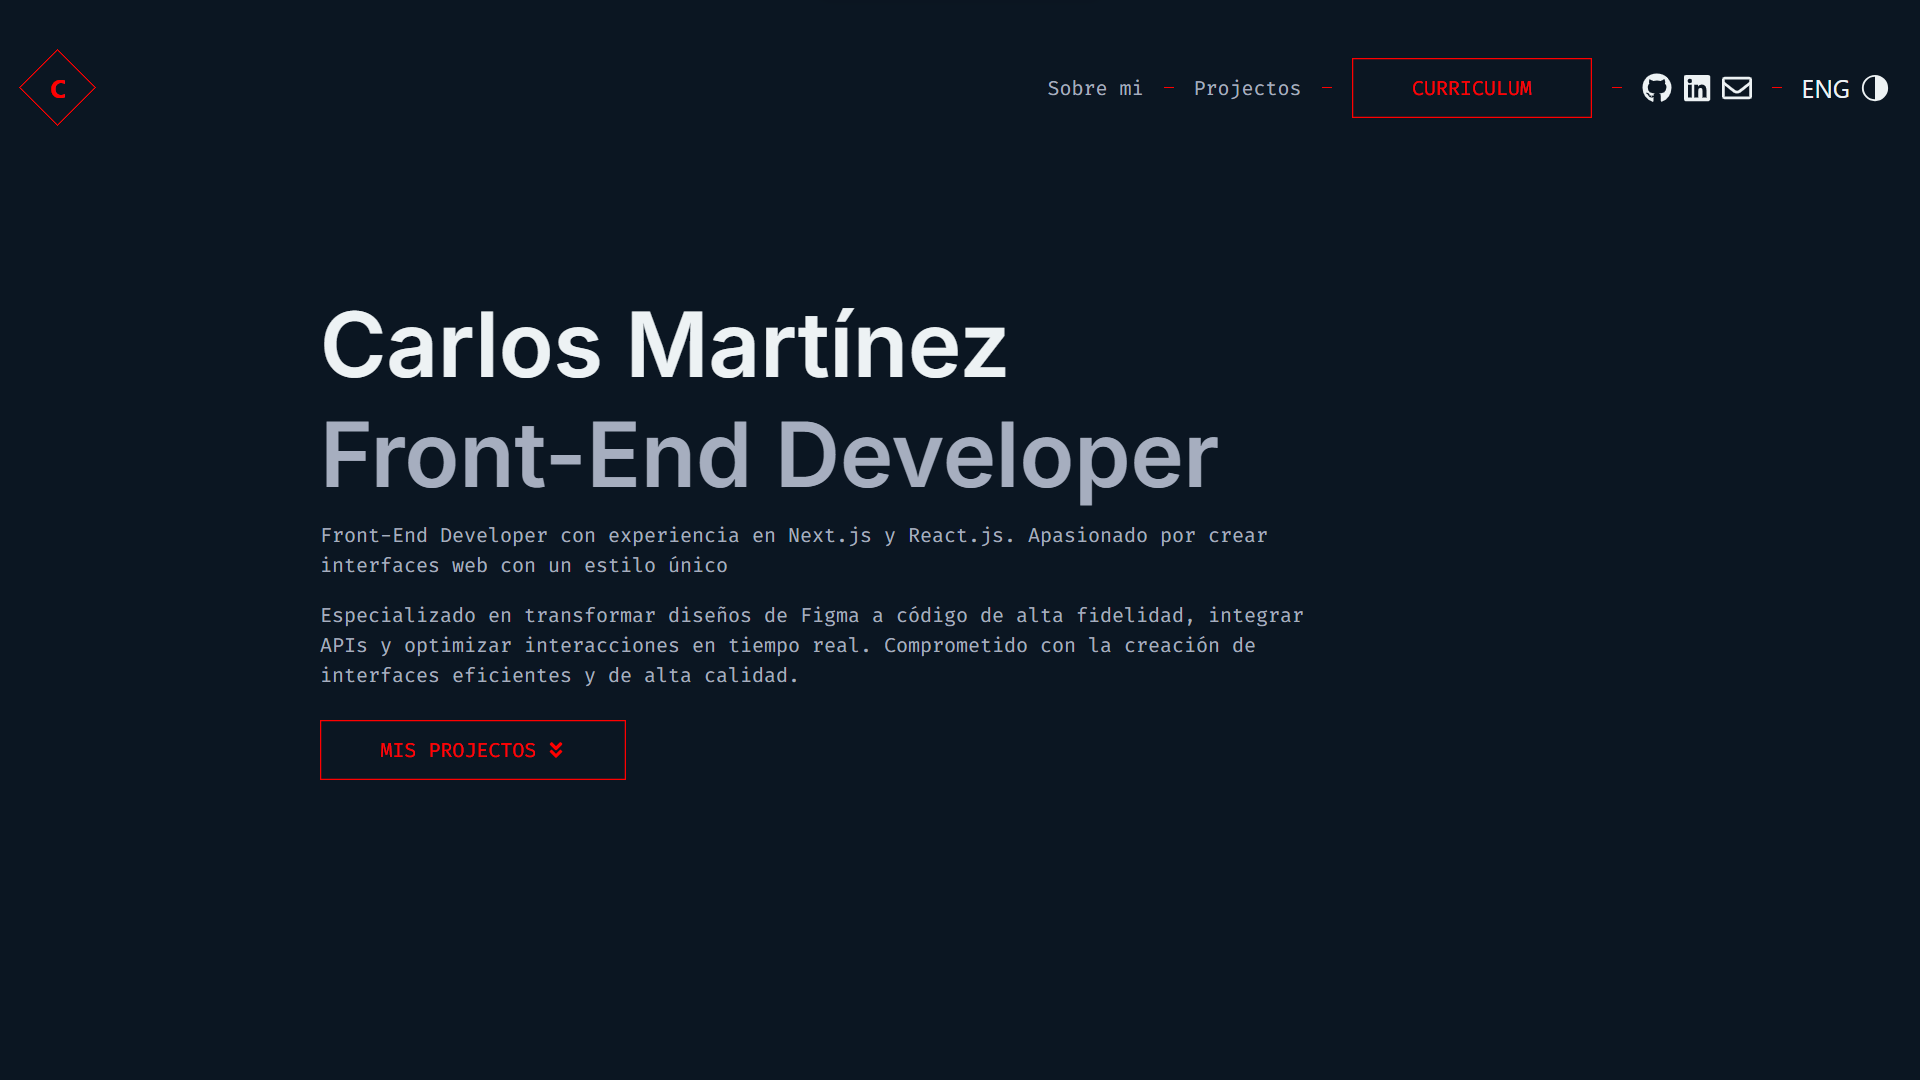 C
Sobre mi
Projectos
CURRICULUM
in
ENG
Carlos Martínez
Front-End Developer
Front-End Developer con experiencia en Next.js y React.js. Apasionado por crear
interfaces web con un estilo único
Especializado en transformar diseños de Figma a código de alta fidelidad, integrar
APIs y optimizar interacciones en tiempo real. Comprometido con la creación de
interfaces eficientes y de alta calidad.
MIS PROJECTOS